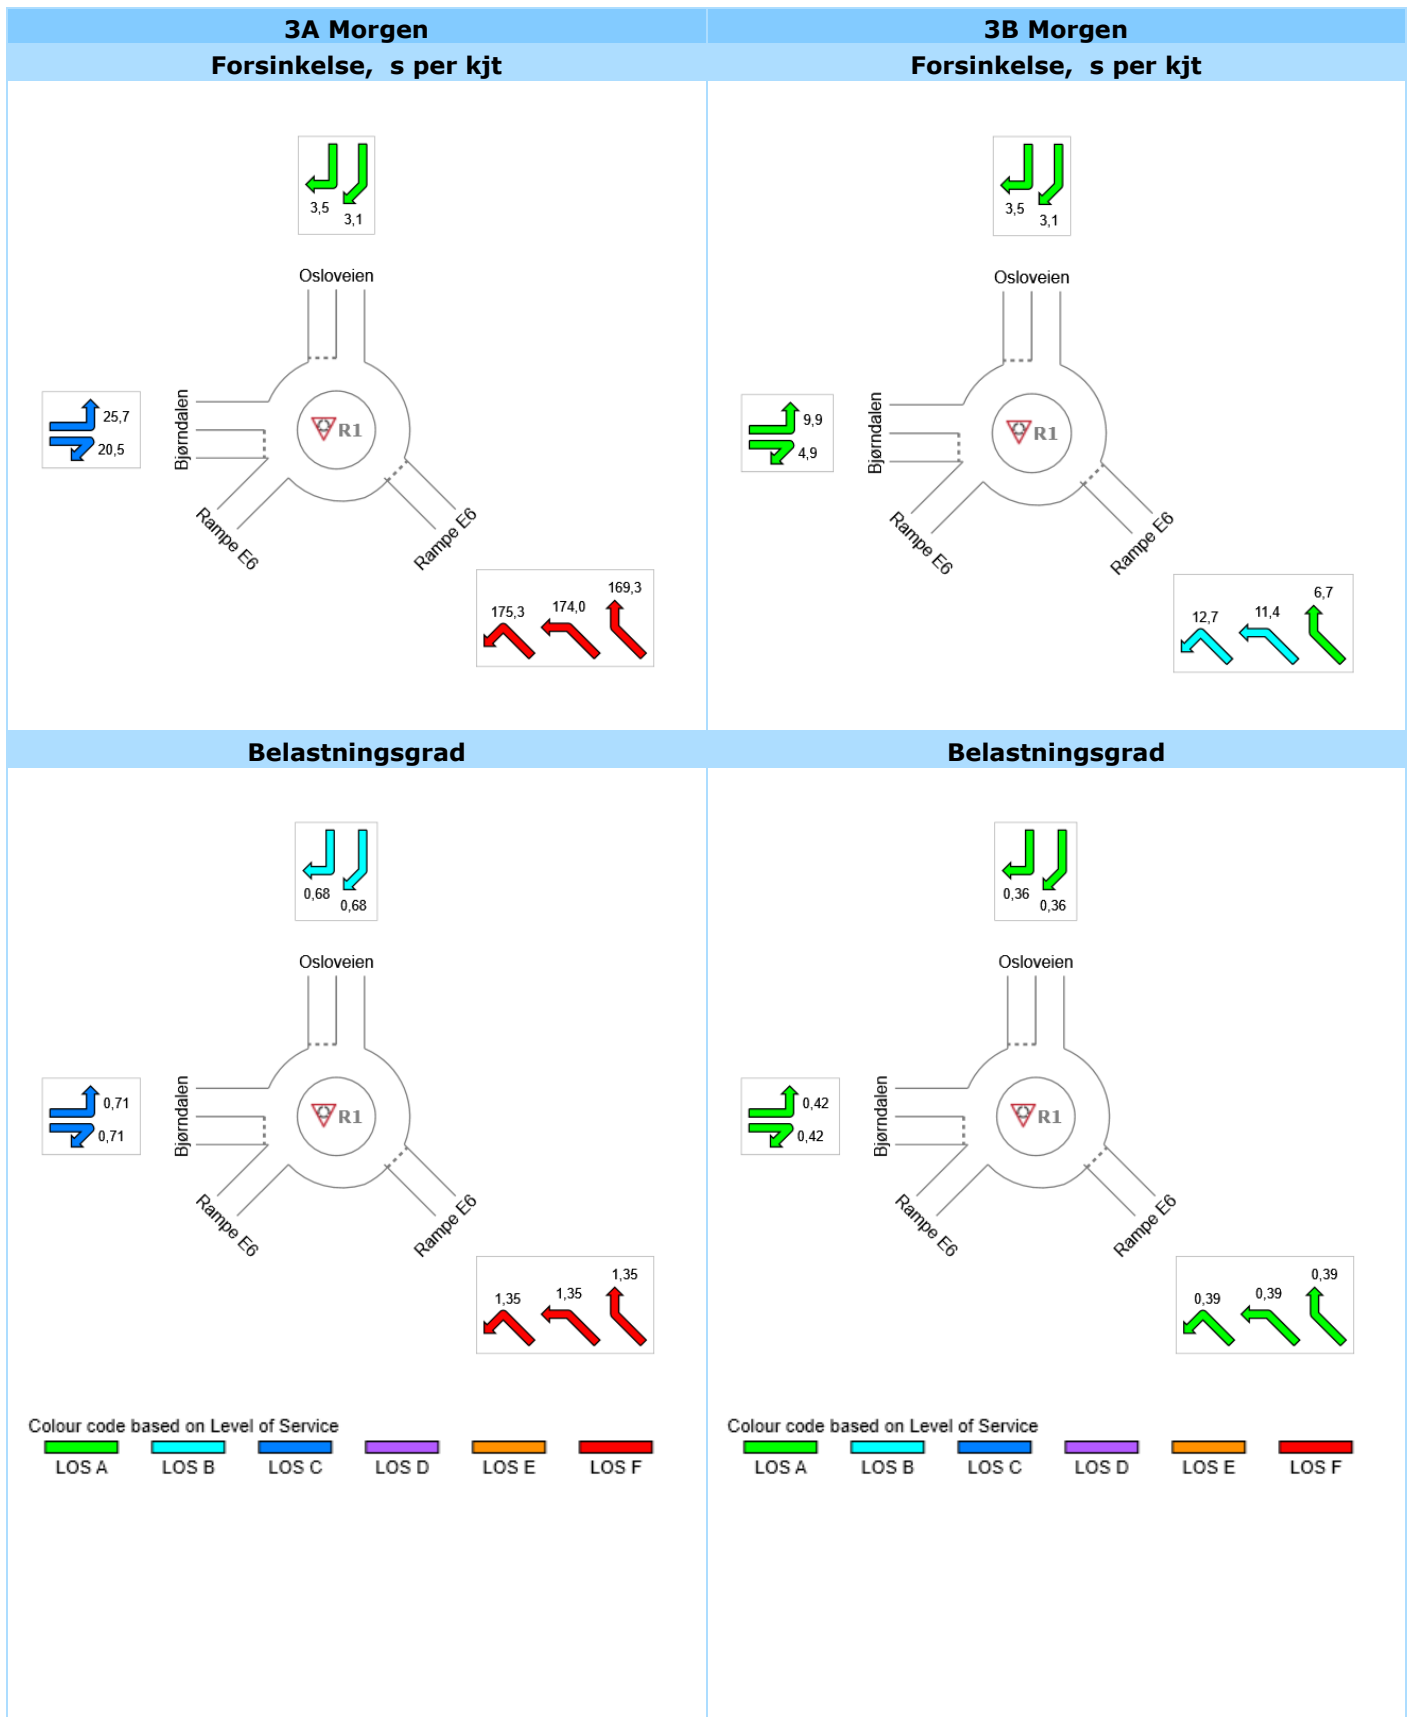 3A Morgen
3B Morgen
Forsinkelse, s per kjt
Forsinkelse, s per kjt
3,5
3,1
Osloveien
25,7
20,5
Bjørndalen
R1
Rampe E6
Rampe E6
175,3
174,0
169,3
3,5
3,1
Osloveien
9,9
4,9
Bjørndalen
R1
Rampe E6
Rampe E6
12,7
11,4
6,7
Belastningsgrad
Belastningsgrad
0,68
0,68
Osloveien
0,71
0,71
Bjørndalen
R1
Rampe E6
Rampe E6
1,35
1,35
1,35
Colour code based on Level of Service
LOS A LOS B LOS C LOS D LOS E LOS F
0,36
0,36
Osloveien
0,42
0,42
Bjørndalen
R1
Rampe E6
Rampe E6
0,39
0,39
0,39
Colour code based on Level of Service
LOS A LOS B LOS C LOS D LOS E LOS F